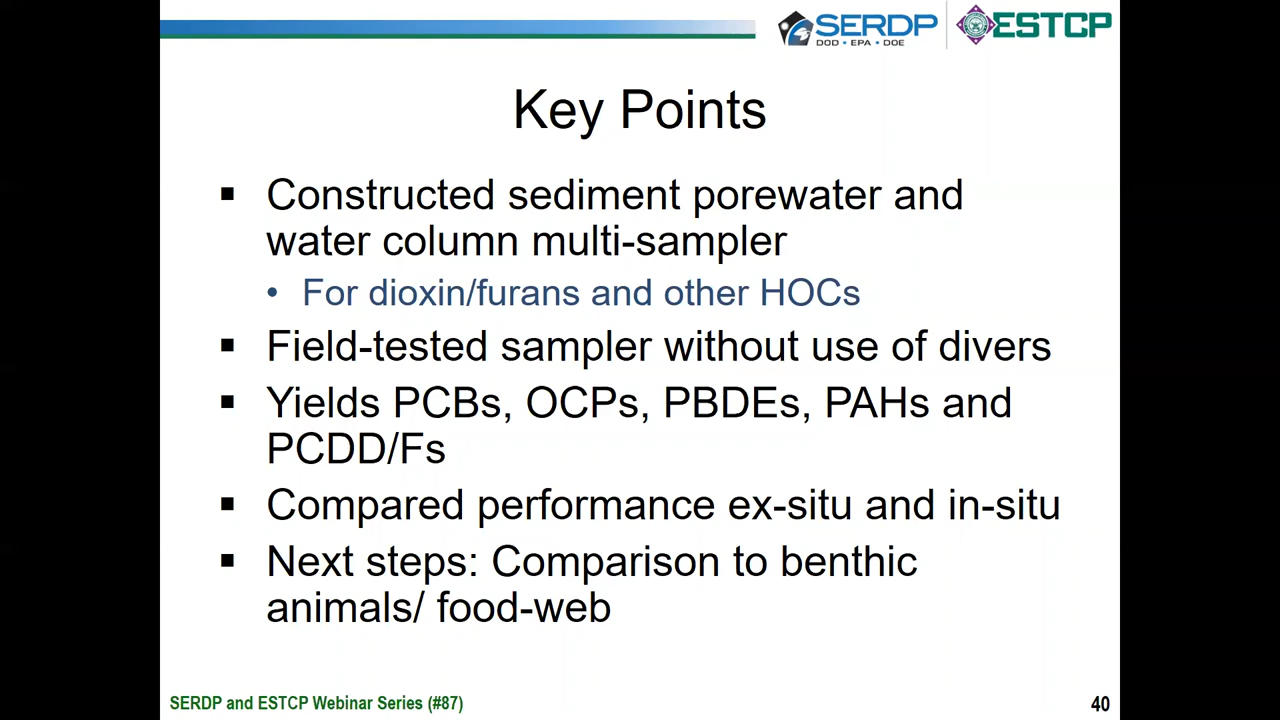 SERDP
DOD • EPA • DOE
ESTCP
Key Points
▪ Constructed sediment porewater and
water column multi-sampler
• For dioxin/furans and other HOCs
▪ Field-tested sampler without use of divers
▪ Yields PCBs, OCPs, PBDEs, PAHs and
PCDD/Fs
▪ Compared performance ex-situ and in-situ
▪ Next steps: Comparison to benthic
animals/ food-web
SERDP and ESTCP Webinar Series (#87)
40